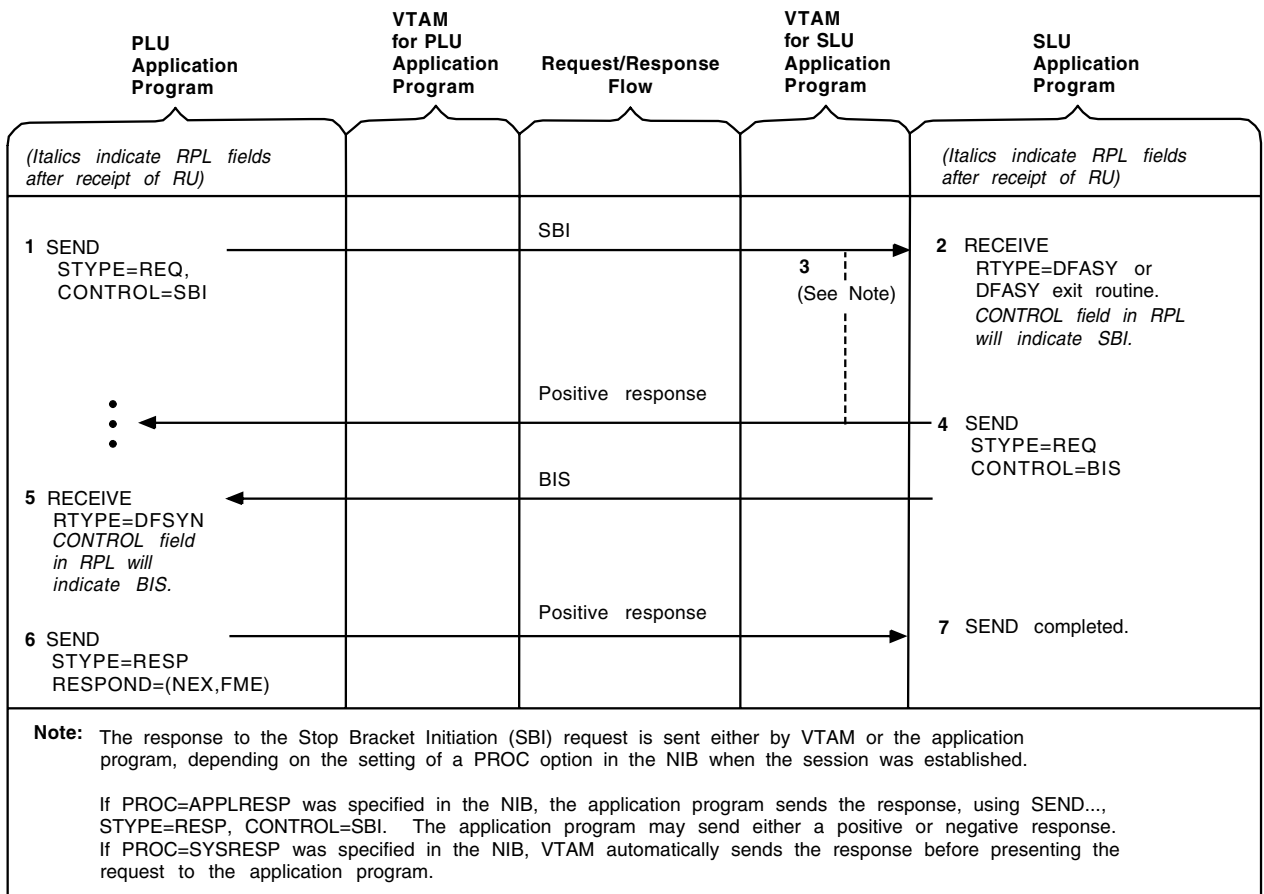 PLU
Application
Program
VTAM
for PLU
Application
Program
Request/Response
Flow
VTAM
for SLU
Application
Program
SLU
Application
Program
(Italics indicate RPL fields
after receipt of RU)
(Italics indicate RPL fields
after receipt of RU)
1 SEND
STYPE=REQ,
CONTROL=SBI
SBI
3
(See Note)
2 RECEIVE
RTYPE=DFASY or
DFASY exit routine.
CONTROL field in RPL
will indicate SBI.
Positive response
4 SEND
STYPE=REQ
CONTROL=BIS
BIS
5 RECEIVE
RTYPE=DFSYN
CONTROL field
in RPL will
indicate BIS.
Positive response
6 SEND
STYPE=RESP
RESPOND=(NEX,FME)
7 SEND completed.
Note: The response to the Stop Bracket Initiation (SBI) request is sent either by VTAM or the application
program, depending on the setting of a PROC option in the NIB when the session was established.
If PROC=APPLRESP was specified in the NIB, the application program sends the response, using SEND...,
STYPE=RESP, CONTROL=SBI. The application program may send either a positive or negative response.
If PROC=SYSRESP was specified in the NIB, VTAM automatically sends the response before presenting the
request to the application program.